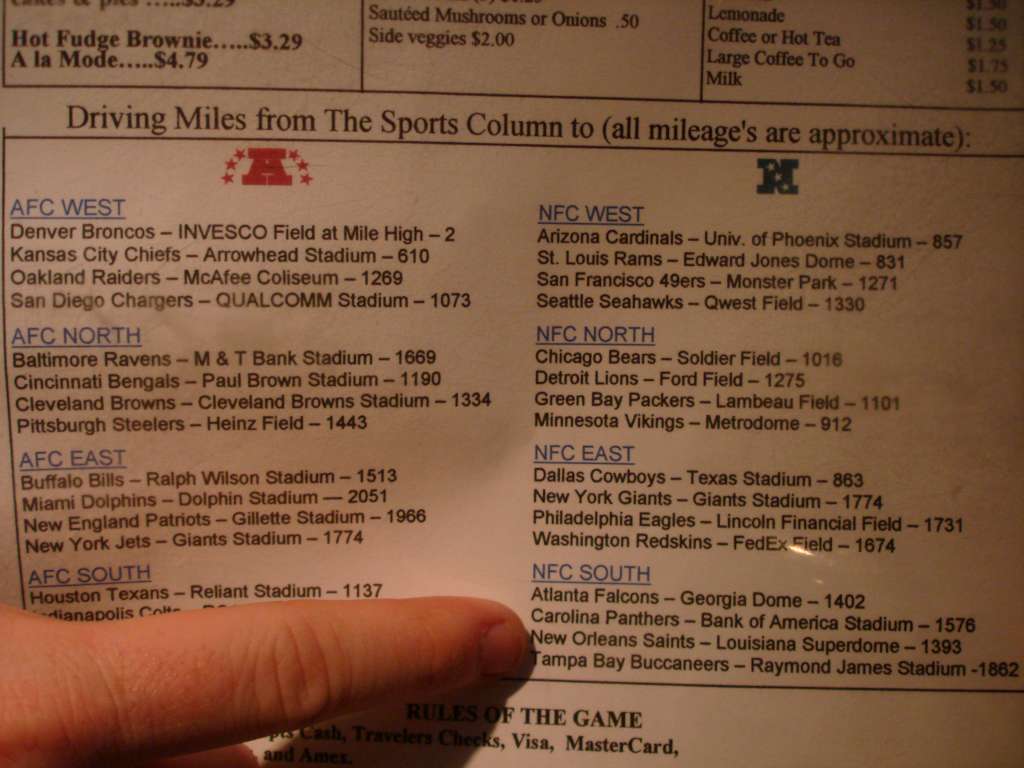 Hot Fudge Brownie.....$3.29
A la Mode.....$4.79
Sautéed Mushrooms or Onions .50
Side veggies $2.00
Lemonade $1.50
Coffee or Hot Tea $1.25
Large Coffee To Go $1.75
Milk $1.50
Driving Miles from The Sports Column to (all mileage's are approximate):
A
AFC WEST
Denver Broncos – INVESCO Field at Mile High – 2
Kansas City Chiefs – Arrowhead Stadium – 610
Oakland Raiders – McAfee Coliseum – 1269
San Diego Chargers – QUALCOMM Stadium – 1073
AFC NORTH
Baltimore Ravens – M & T Bank Stadium – 1669
Cincinnati Bengals – Paul Brown Stadium – 1190
Cleveland Browns – Cleveland Browns Stadium – 1334
Pittsburgh Steelers – Heinz Field – 1443
AFC EAST
Buffalo Bills – Ralph Wilson Stadium – 1513
Miami Dolphins – Dolphin Stadium — 2051
New England Patriots – Gillette Stadium – 1966
New York Jets – Giants Stadium – 1774
AFC SOUTH
Houston Texans – Reliant Stadium – 1137
N
NFC WEST
Arizona Cardinals – Univ. of Phoenix Stadium – 857
St. Louis Rams – Edward Jones Dome – 831
San Francisco 49ers – Monster Park – 1271
Seattle Seahawks – Qwest Field – 1330
NFC NORTH
Chicago Bears – Soldier Field – 1016
Detroit Lions – Ford Field – 1275
Green Bay Packers – Lambeau Field – 1101
Minnesota Vikings – Metrodome – 912
NFC EAST
Dallas Cowboys – Texas Stadium – 863
New York Giants – Giants Stadium – 1774
Philadelphia Eagles – Lincoln Financial Field – 1731
Washington Redskins – FedEx Field – 1674
NFC SOUTH
Atlanta Falcons – Georgia Dome – 1402
Carolina Panthers – Bank of America Stadium – 1576
New Orleans Saints – Louisiana Superdome – 1393
Tampa Bay Buccaneers – Raymond James Stadium -1862
RULES OF THE GAME
Cash, Travelers Checks, Visa, MasterCard,
and Amex.